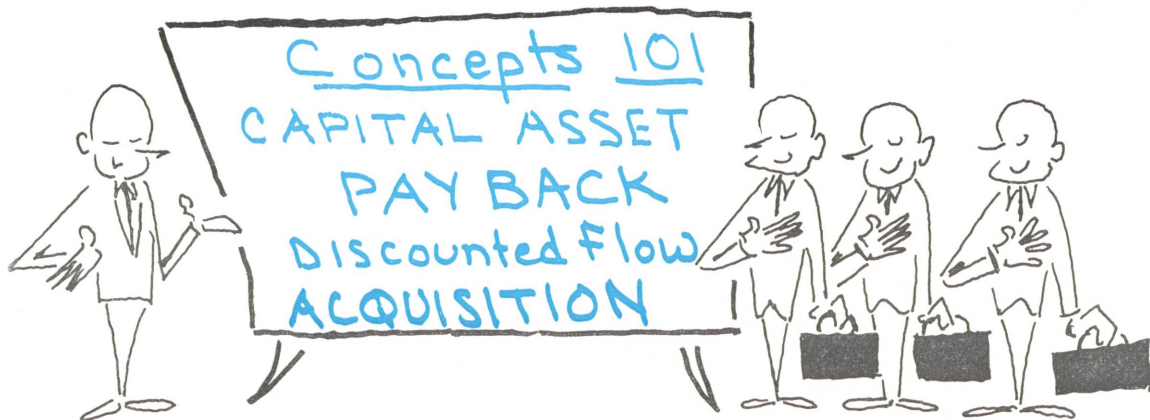 Concepts 101
CAPITAL ASSET
PAY BACK
Discounted Flow
ACQUISITION